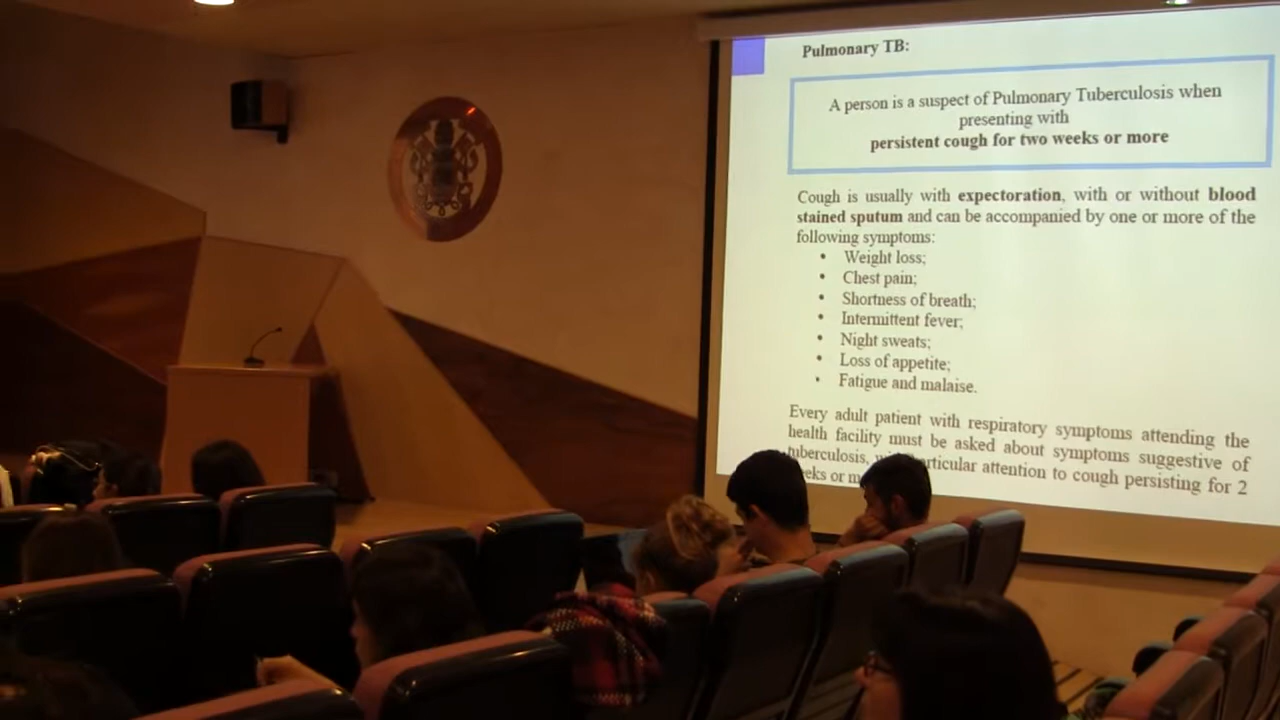 Pulmonary TB:
A person is a suspect of Pulmonary Tuberculosis when
presenting with
persistent cough for two weeks or more
Cough is usually with expectoration, with or without blood
stained sputum and can be accompanied by one or more of the
following symptoms:
• Weight loss;
• Chest pain;
• Shortness of breath;
• Intermittent fever;
• Night sweats;
• Loss of appetite;
• Fatigue and malaise.
Every adult patient with respiratory symptoms attending the
health facility must be asked about symptoms suggestive of
tuberculosis, attention to cough persisting for 2
or